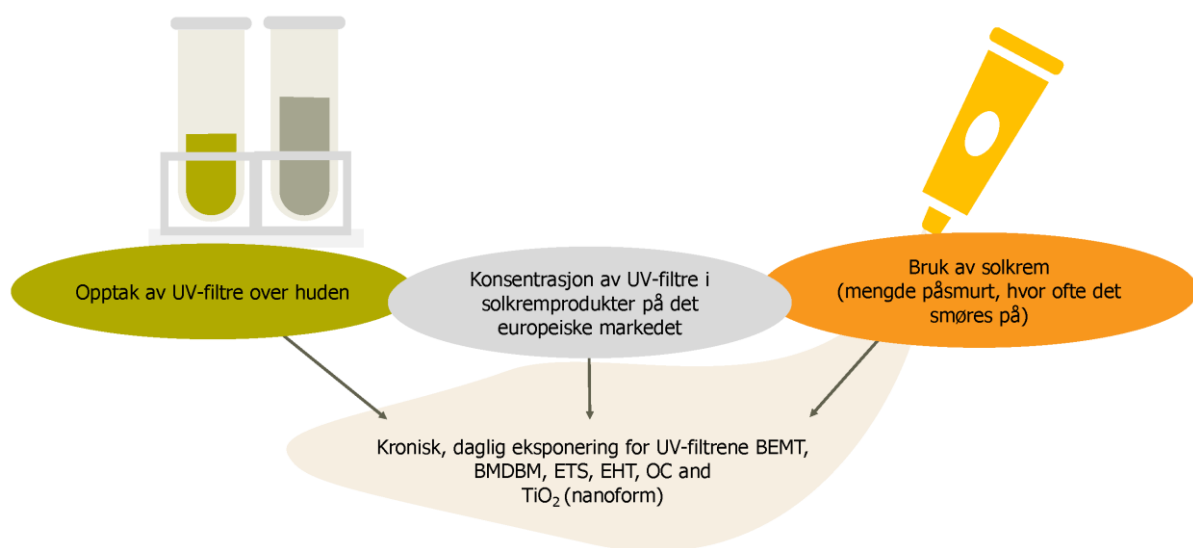 Opptak av UV-filtre over huden
Konsentrasjon av UV-filtre i
solkremprodukter på det
europeiske markedet
Bruk av solkrem
(mengde påsmurt, hvor ofte det
smøres på)
Kronisk, daglig eksponering for UV-filtrene BEMT,
BMDBM, ETS, EHT, OC and
TiO₂ (nanoform)